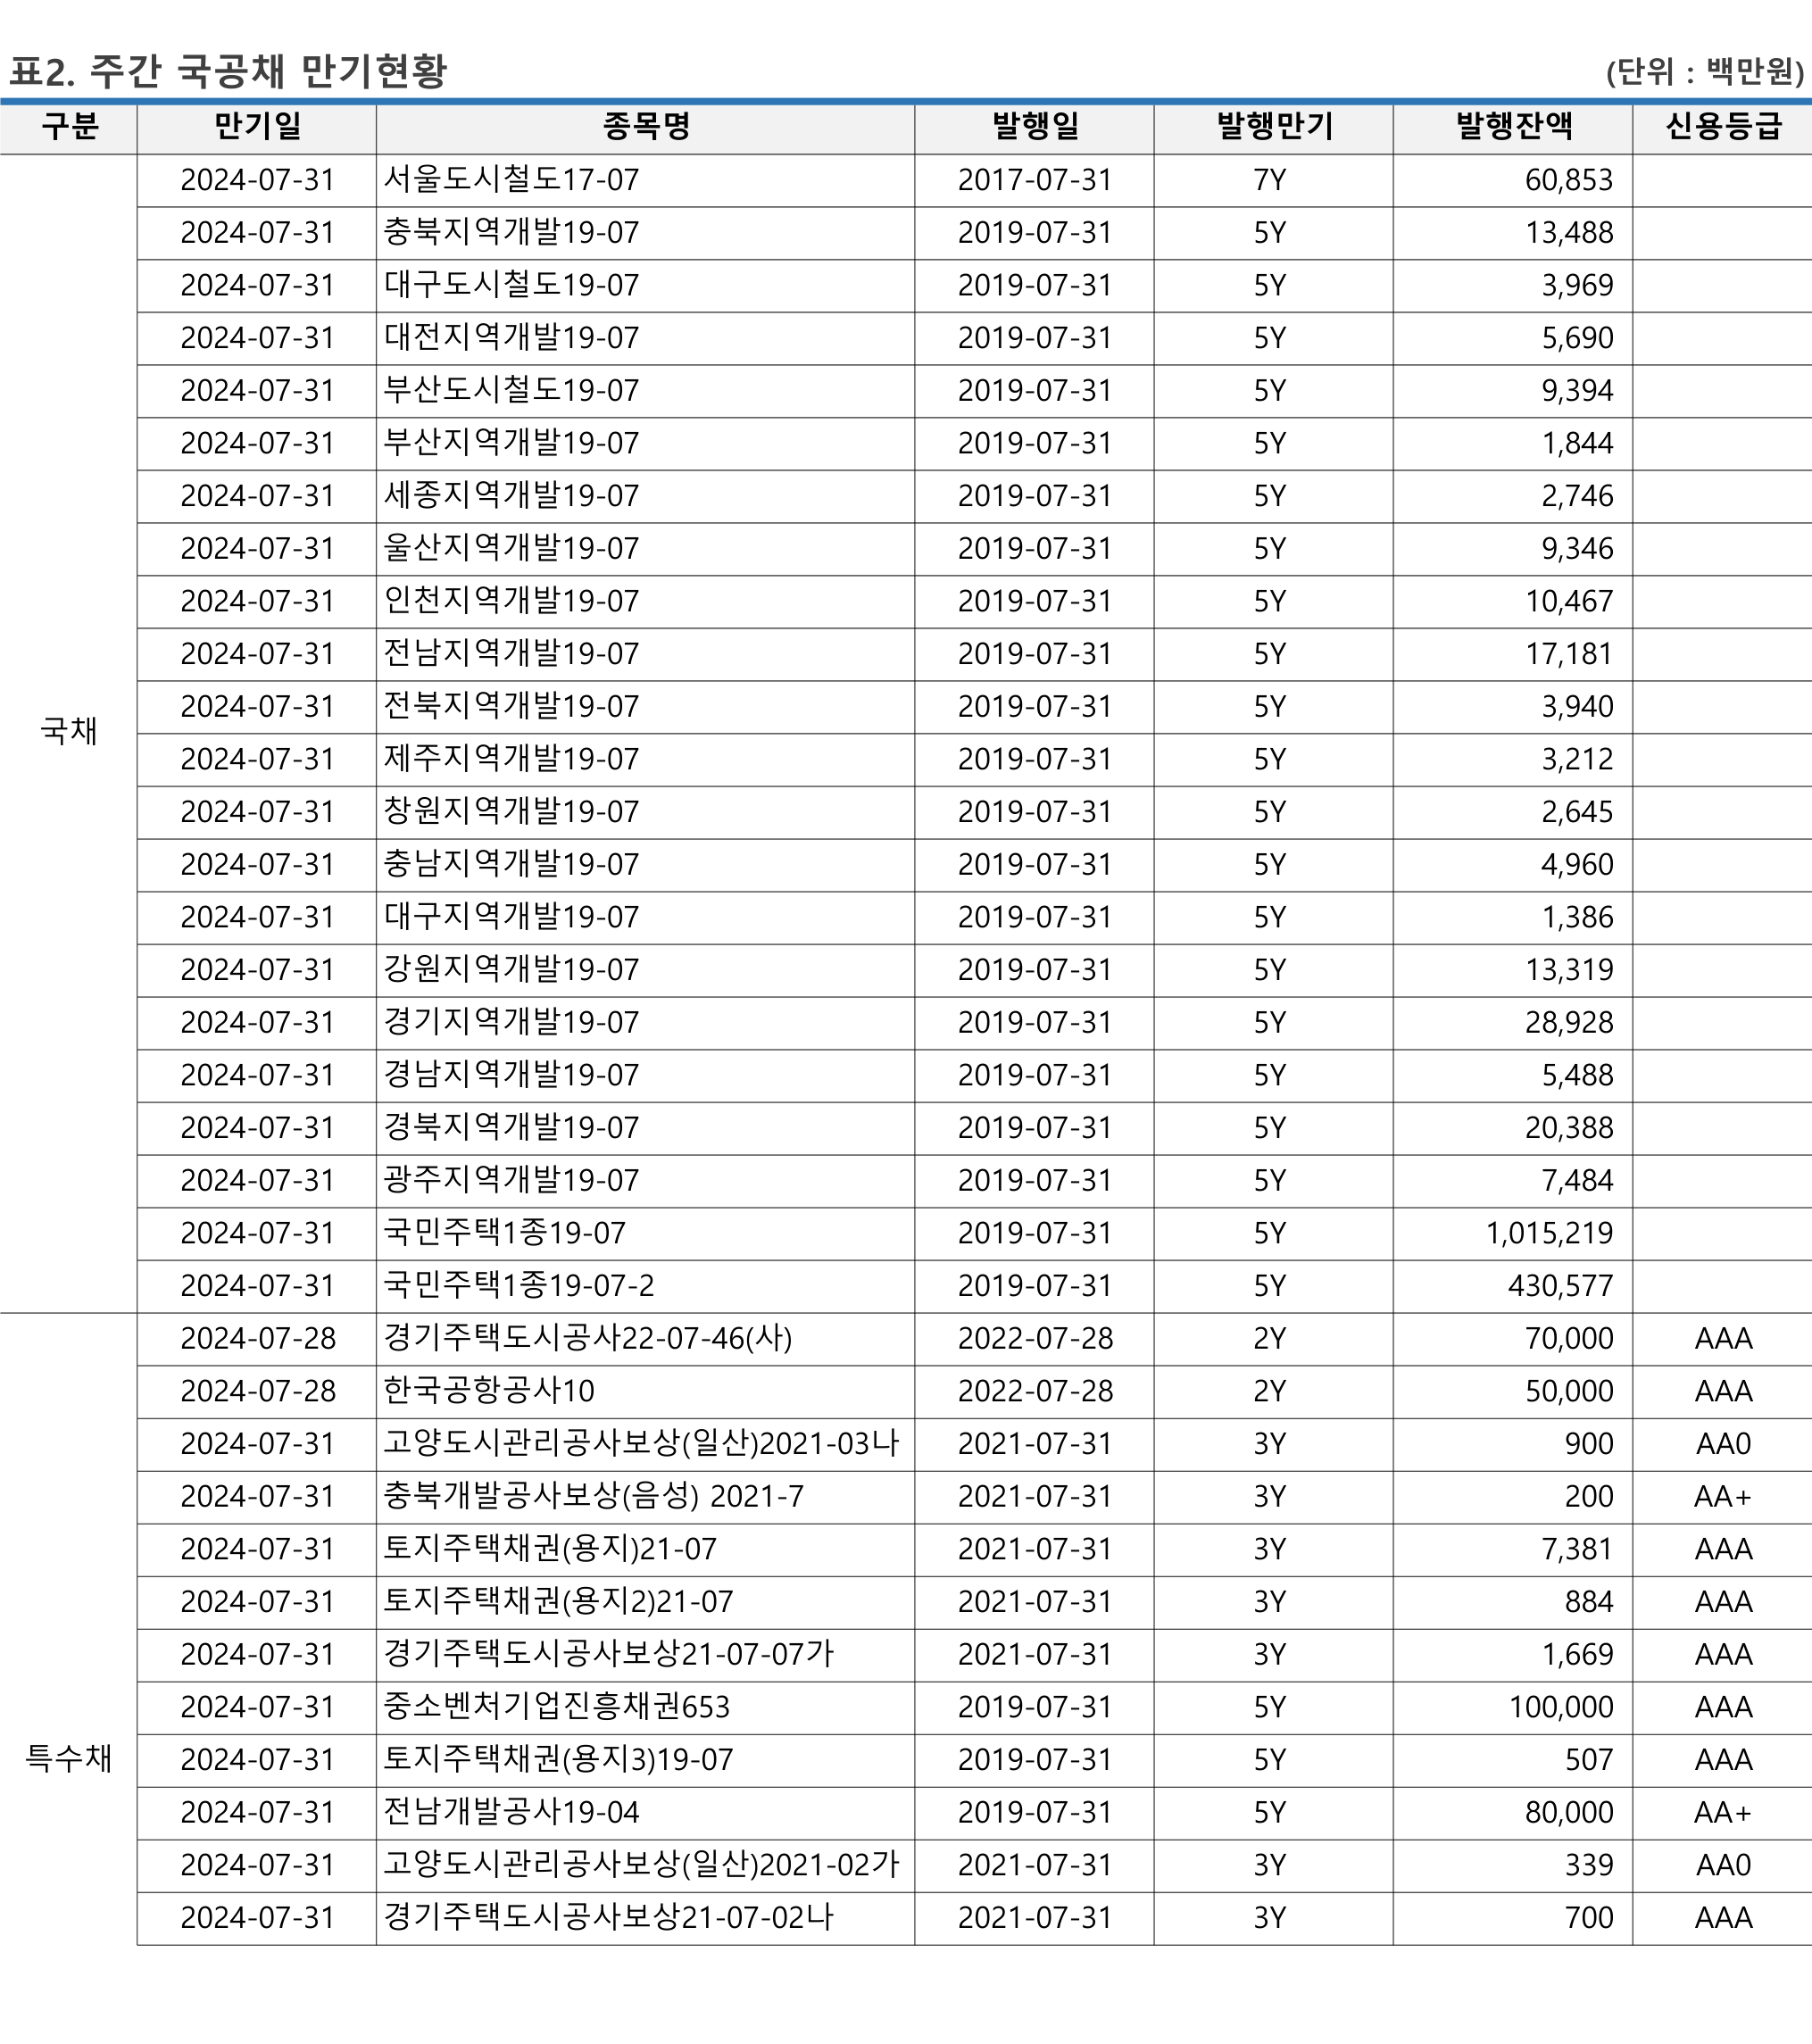 표2. 주간 국공채 만기현황 (단위 : 백만원)
구분 만기일 종목명 발행일 발행만기 발행잔액 신용등급
국채
2024-07-31 서울도시철도17-07 2017-07-31 7Y 60,853
2024-07-31 충북지역개발19-07 2019-07-31 5Y 13,488
2024-07-31 대구도시철도19-07 2019-07-31 5Y 3,969
2024-07-31 대전지역개발19-07 2019-07-31 5Y 5,690
2024-07-31 부산도시철도19-07 2019-07-31 5Y 9,394
2024-07-31 부산지역개발19-07 2019-07-31 5Y 1,844
2024-07-31 세종지역개발19-07 2019-07-31 5Y 2,746
2024-07-31 울산지역개발19-07 2019-07-31 5Y 9,346
2024-07-31 인천지역개발19-07 2019-07-31 5Y 10,467
2024-07-31 전남지역개발19-07 2019-07-31 5Y 17,181
2024-07-31 전북지역개발19-07 2019-07-31 5Y 3,940
2024-07-31 제주지역개발19-07 2019-07-31 5Y 3,212
2024-07-31 창원지역개발19-07 2019-07-31 5Y 2,645
2024-07-31 충남지역개발19-07 2019-07-31 5Y 4,960
2024-07-31 대구지역개발19-07 2019-07-31 5Y 1,386
2024-07-31 강원지역개발19-07 2019-07-31 5Y 13,319
2024-07-31 경기지역개발19-07 2019-07-31 5Y 28,928
2024-07-31 경남지역개발19-07 2019-07-31 5Y 5,488
2024-07-31 경북지역개발19-07 2019-07-31 5Y 20,388
2024-07-31 광주지역개발19-07 2019-07-31 5Y 7,484
2024-07-31 국민주택1종19-07 2019-07-31 5Y 1,015,219
2024-07-31 국민주택1종19-07-2 2019-07-31 5Y 430,577
특수채
2024-07-28 경기주택도시공사22-07-46(사) 2022-07-28 2Y 70,000 AAA
2024-07-28 한국공항공사10 2022-07-28 2Y 50,000 AAA
2024-07-31 고양도시관리공사보상(일산)2021-03나 2021-07-31 3Y 900 AA0
2024-07-31 충북개발공사보상(음성) 2021-7 2021-07-31 3Y 200 AA+
2024-07-31 토지주택채권(용지)21-07 2021-07-31 3Y 7,381 AAA
2024-07-31 토지주택채권(용지2)21-07 2021-07-31 3Y 884 AAA
2024-07-31 경기주택도시공사보상21-07-07가 2021-07-31 3Y 1,669 AAA
2024-07-31 중소벤처기업진흥채권653 2019-07-31 5Y 100,000 AAA
2024-07-31 토지주택채권(용지3)19-07 2019-07-31 5Y 507 AAA
2024-07-31 전남개발공사19-04 2019-07-31 5Y 80,000 AA+
2024-07-31 고양도시관리공사보상(일산)2021-02가 2021-07-31 3Y 339 AA0
2024-07-31 경기주택도시공사보상21-07-02나 2021-07-31 3Y 700 AAA